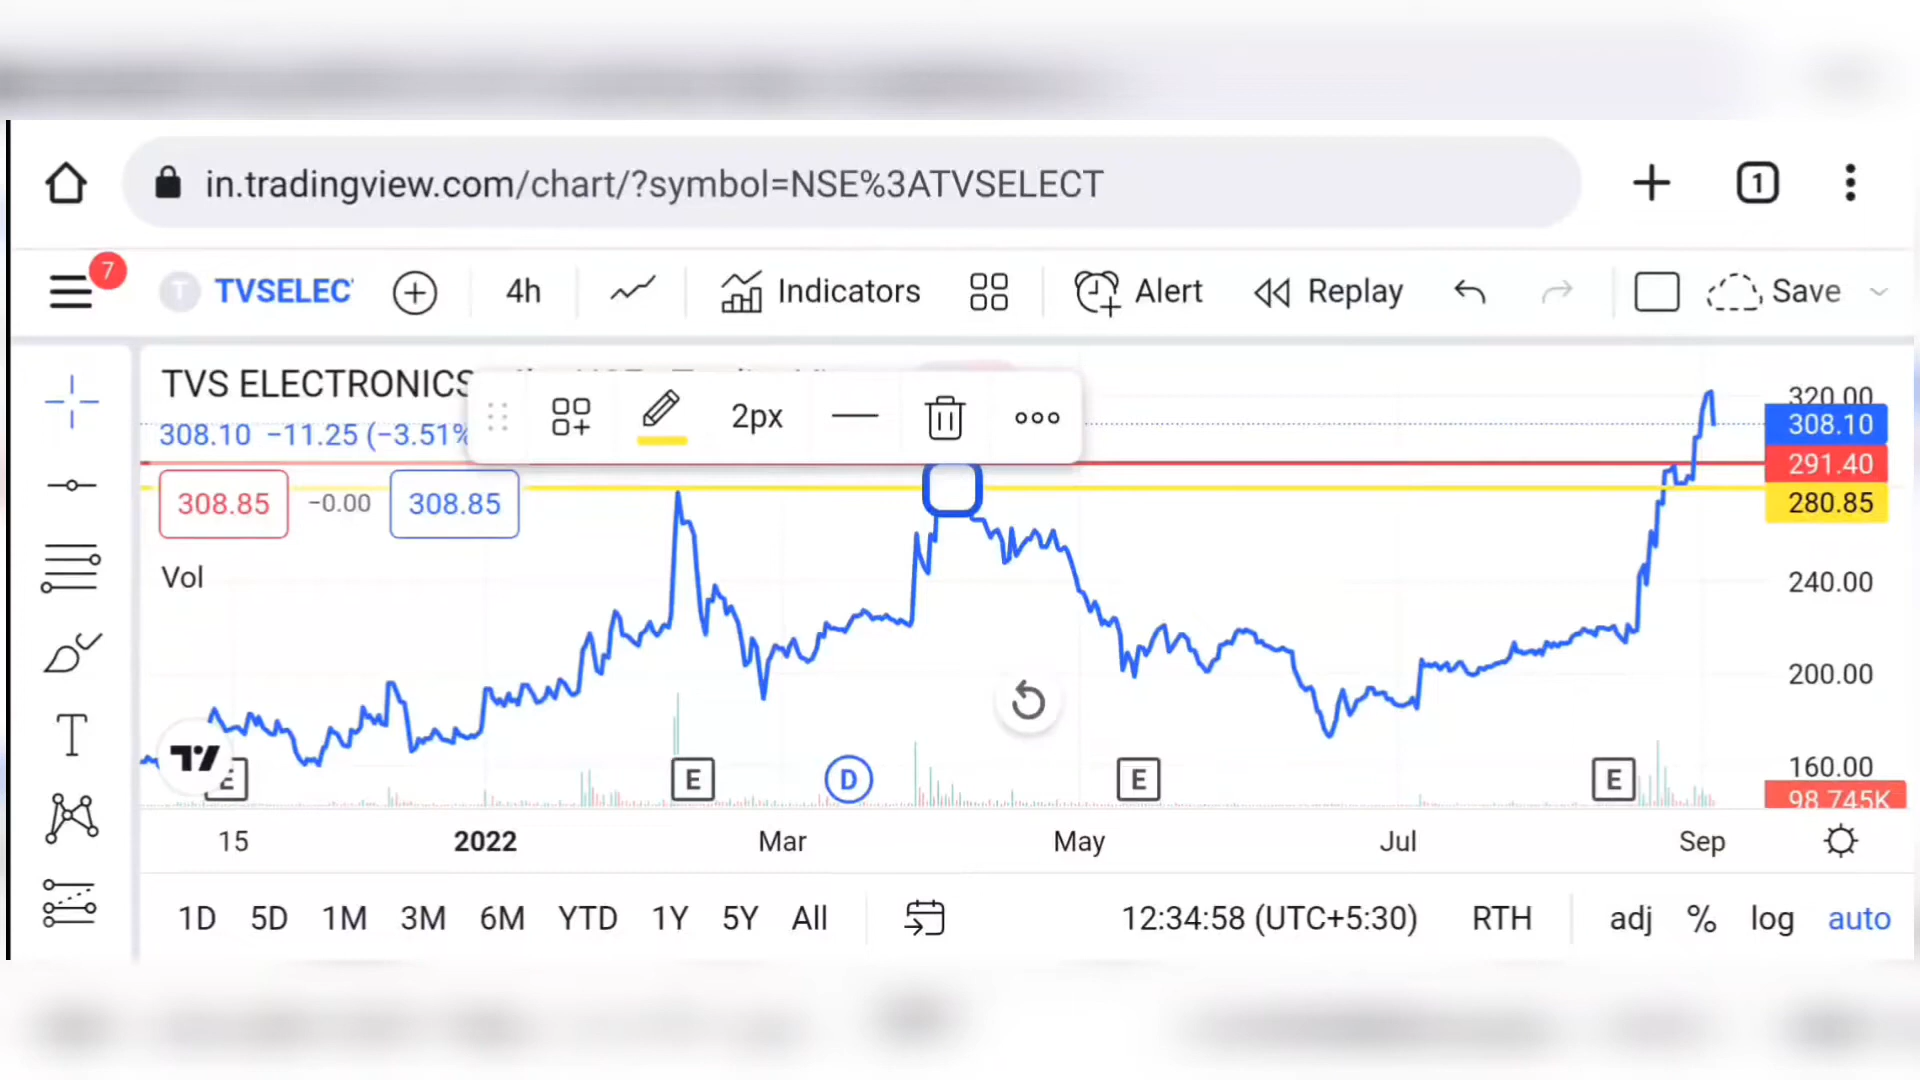 in.tradingview.com/chart/?symbol=NSE%3ATVSELECT
1
7
T TVSELEC
4h
Indicators
Alert
Replay
Save
TVS ELECTRONICS
308.10 −11.25 (−3.51%
2px
308.85 −0.00 308.85
Vol
320.00
308.10
291.40
280.85
240.00
200.00
160.00
98.745K
E E D E E
15 2022 Mar May Jul Sep
1D 5D 1M 3M 6M YTD 1Y 5Y All 12:34:58 (UTC+5:30) RTH adj % log auto